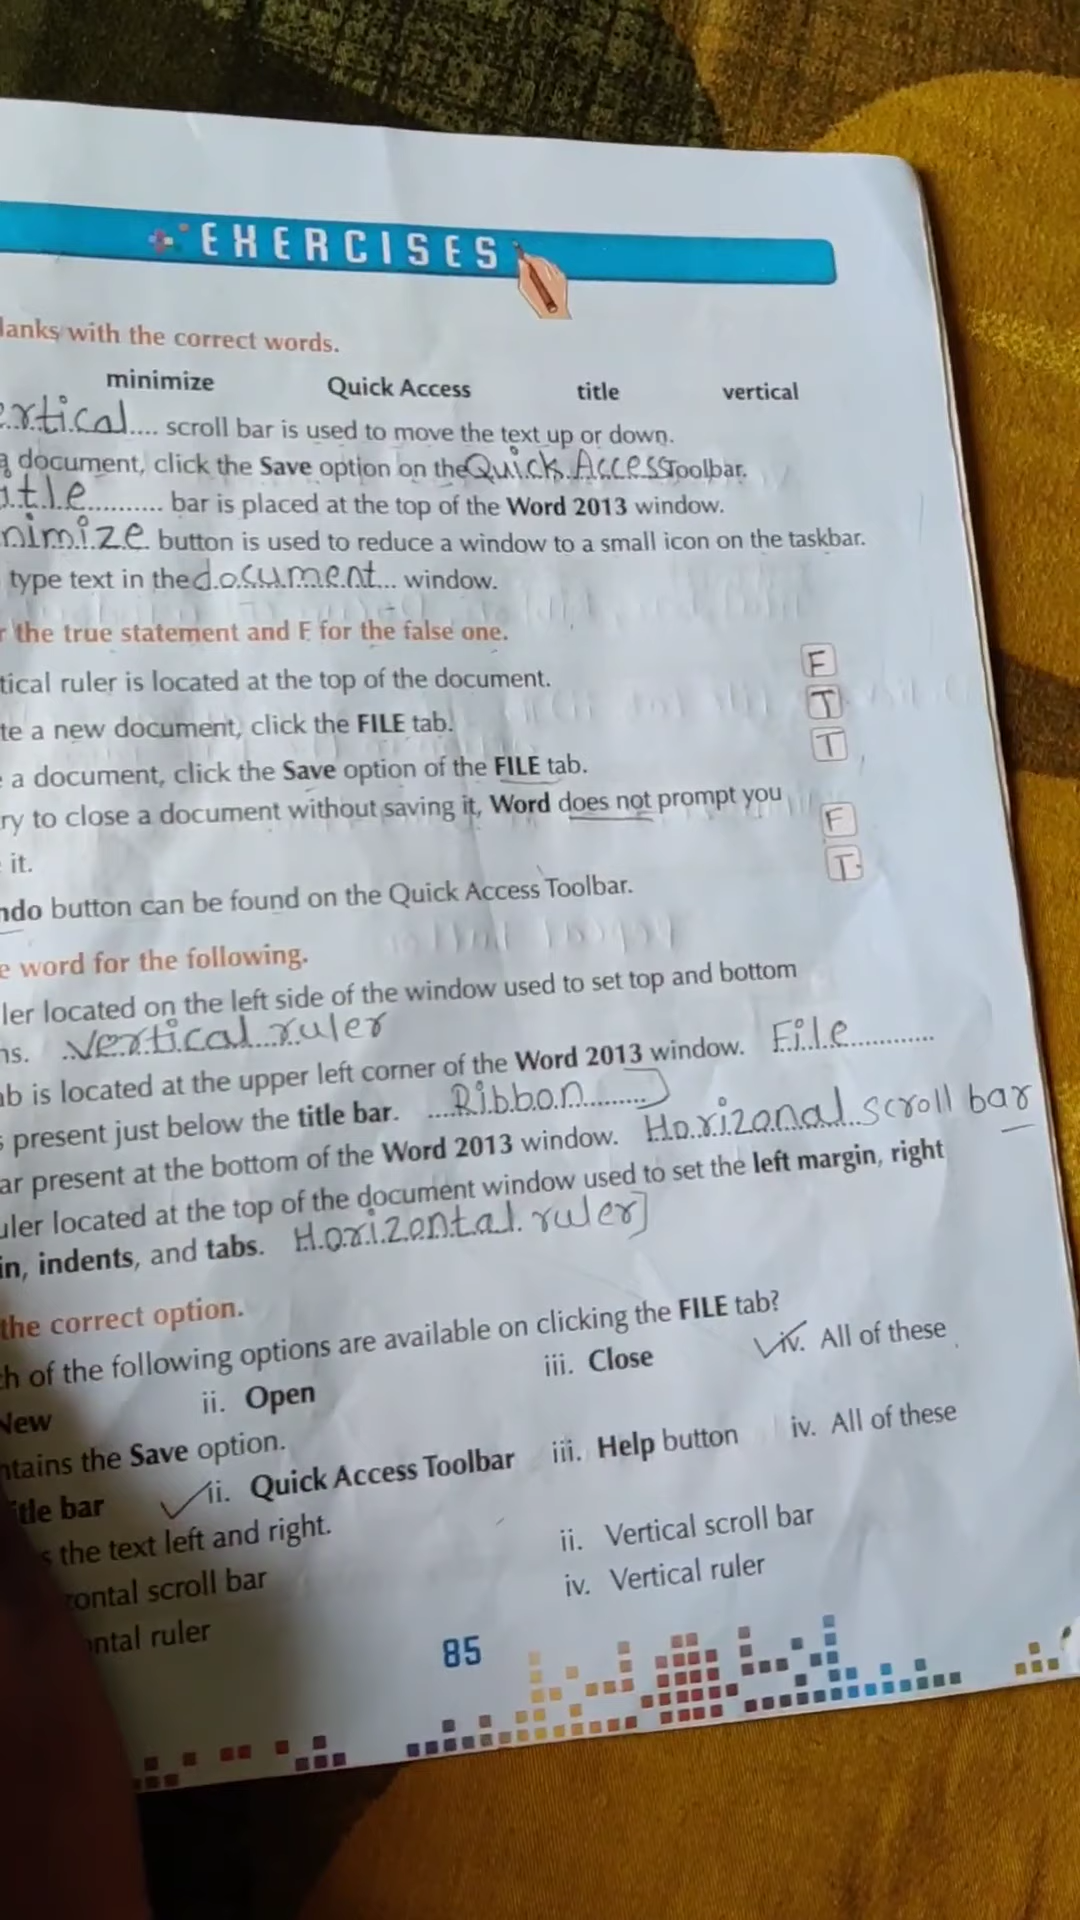 EXERCISES
lanks with the correct words.
minimize Quick Access title vertical
ertical.... scroll bar is used to move the text up or down.
document, click the Save option on the Quick Access Toolbar.
itle.......... bar is placed at the top of the Word 2013 window.
nimize button is used to reduce a window to a small icon on the taskbar.
type text in the document... window.
r the true statement and F for the false one.
tical ruler is located at the top of the document. F
te a new document, click the FILE tab. T
a document, click the Save option of the FILE tab. T
ry to close a document without saving it, Word does not prompt you
it. F
ndo button can be found on the Quick Access Toolbar. T
e word for the following.
ler located on the left side of the window used to set top and bottom
ns. Vertical ruler
ab is located at the upper left corner of the Word 2013 window. File............
s present just below the title bar. ....Ribbon........
ar present at the bottom of the Word 2013 window. Horizonal scroll bar
uler located at the top of the document window used to set the left margin, right
in, indents, and tabs. Horizental ruler
the correct option.
ch of the following options are available on clicking the FILE tab?
New ii. Open iii. Close iv. All of these
ntains the Save option.
itle bar ii. Quick Access Toolbar iii. Help button iv. All of these
s the text left and right.
rontal scroll bar ii. Vertical scroll bar
ontal ruler iv. Vertical ruler
85